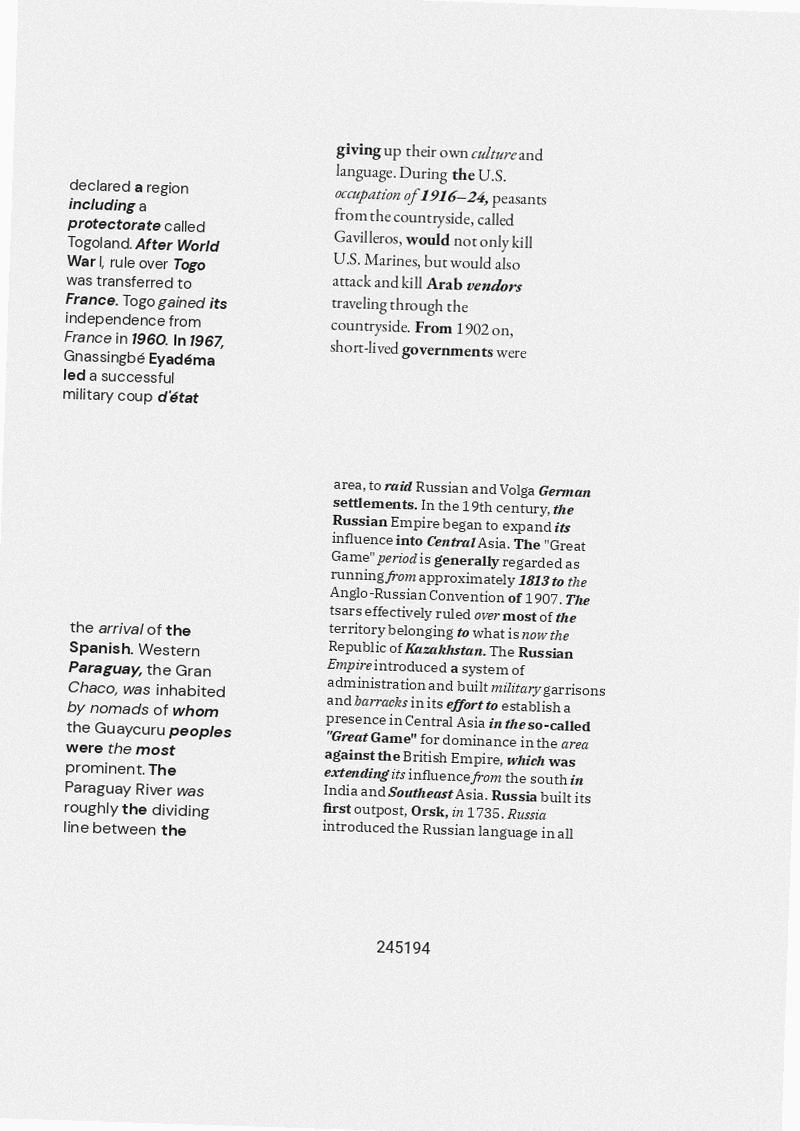 declared a region
including a
protectorate called
Togoland. After World
War I, rule over Togo
was transferred to
France. Togo gained its
independence from
France in 1960. In 1967,
Gnassingbé Eyadéma
led a successful
military coup d'état
giving up their own culture and
language. During the U.S.
occupation of 1916–24, peasants
from the countryside, called
Gavilleros, would not only kill
U.S. Marines, but would also
attack and kill Arab vendors
traveling through the
countryside. From 1902 on,
short-lived governments were
the arrival of the
Spanish. Western
Paraguay, the Gran
Chaco, was inhabited
by nomads of whom
the Guaycuru peoples
were the most
prominent. The
Paraguay River was
roughly the dividing
line between the
area, to raid Russian and Volga German
settlements. In the 19th century, the
Russian Empire began to expand its
influence into Central Asia. The "Great
Game" period is generally regarded as
running from approximately 1813 to the
Anglo-Russian Convention of 1907. The
tsars effectively ruled over most of the
territory belonging to what is now the
Republic of Kazakhstan. The Russian
Empire introduced a system of
administration and built military garrisons
and barracks in its effort to establish a
presence in Central Asia in the so-called
"Great Game" for dominance in the area
against the British Empire, which was
extending its influence from the south in
India and Southeast Asia. Russia built its
first outpost, Orsk, in 1735. Russia
introduced the Russian language in all
245194